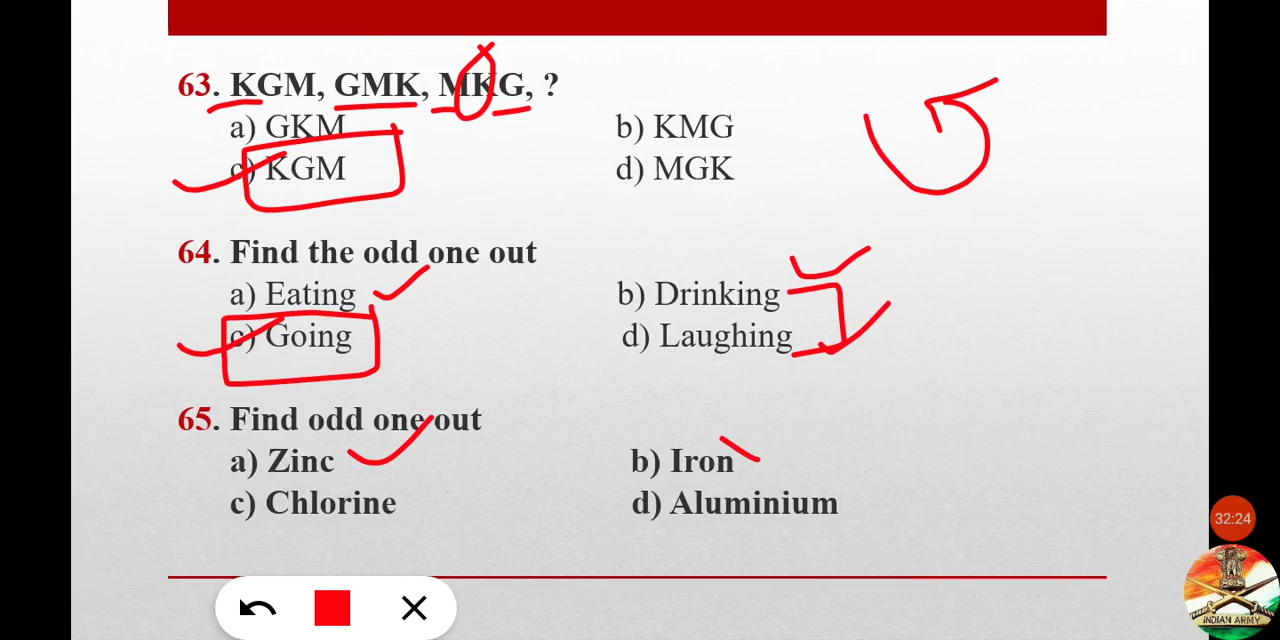 63. KGM, GMK, MKG, ?
a) GKM b) KMG
c) KGM d) MGK
64. Find the odd one out
a) Eating b) Drinking
c) Going d) Laughing
65. Find odd one out
a) Zinc b) Iron
c) Chlorine d) Aluminium
32:24
INDIAN ARMY